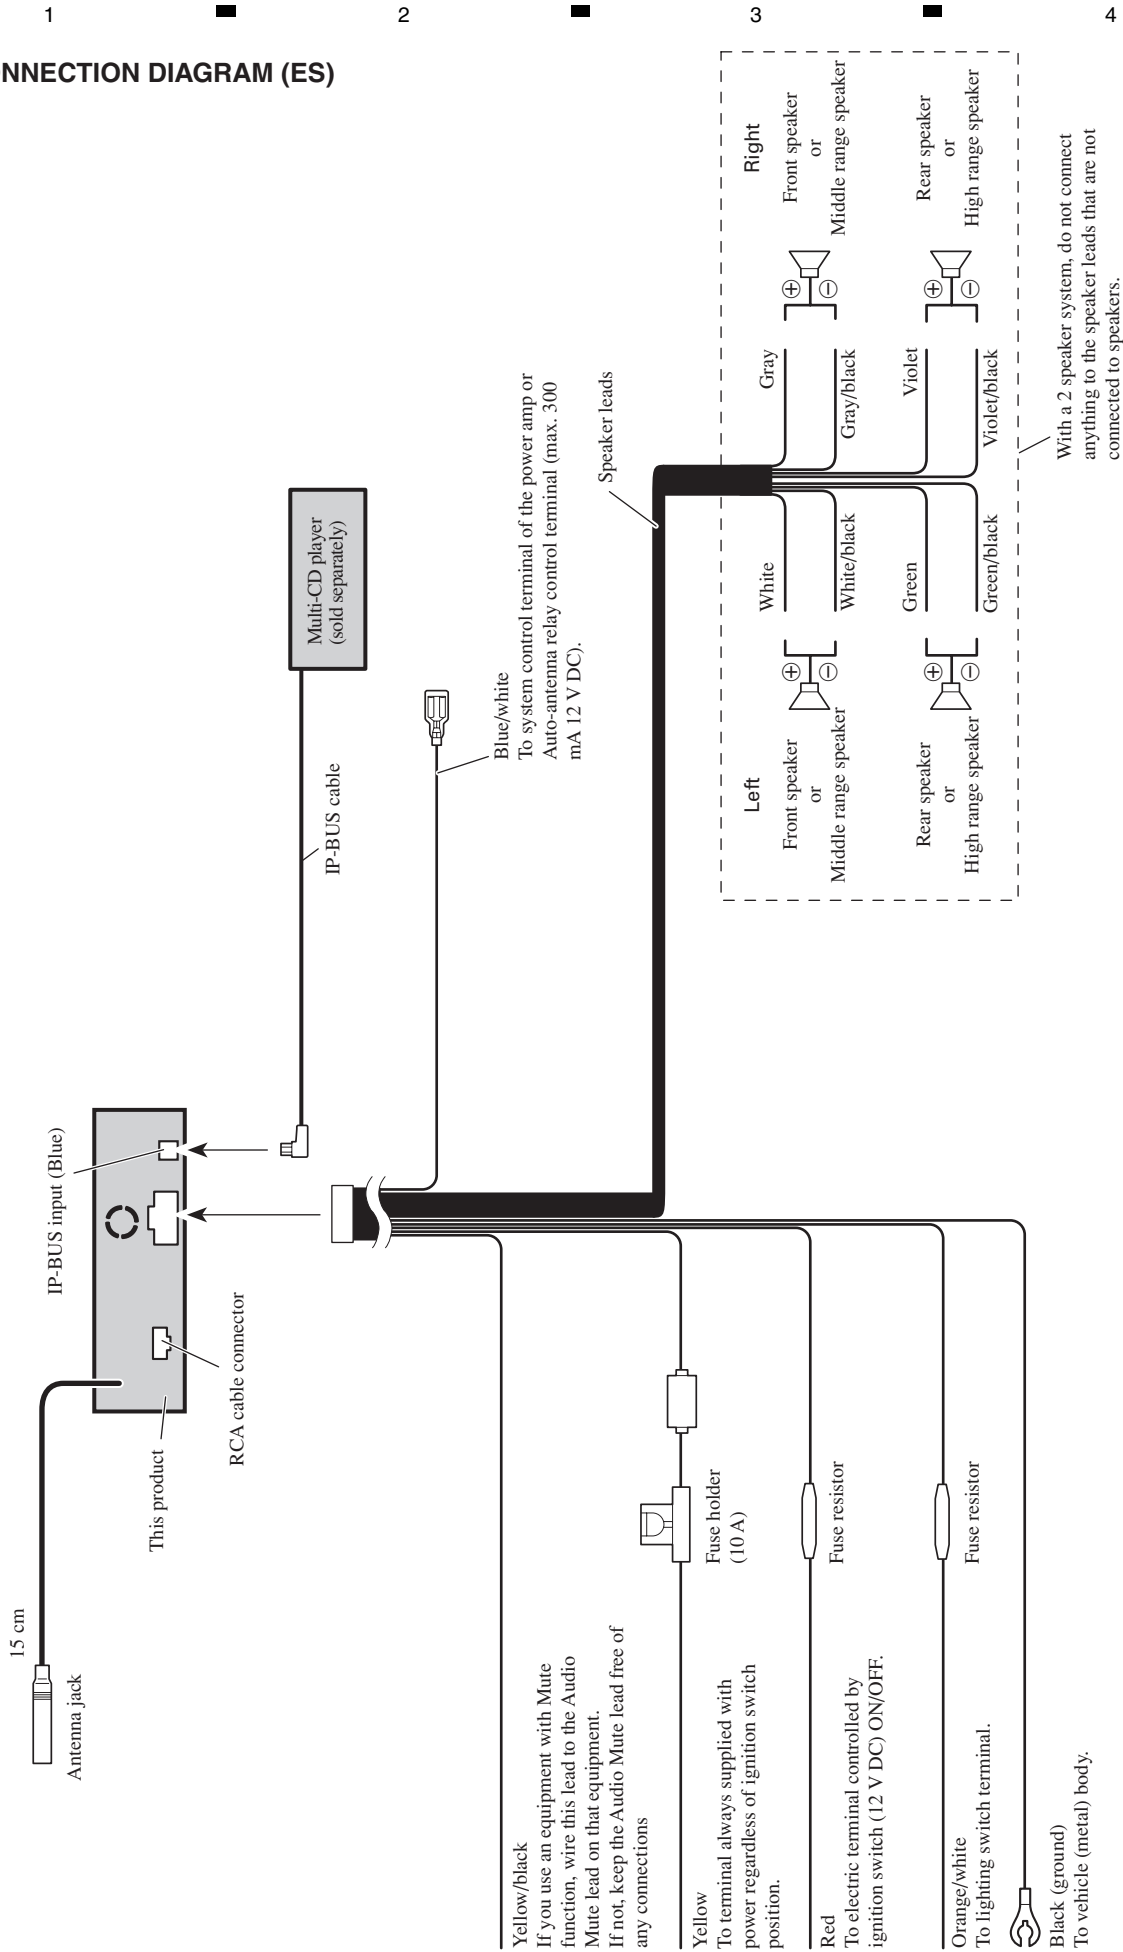 1 2 3 4
NNECTION DIAGRAM (ES)
15 cm
Antenna jack
This product
RCA cable connector
IP-BUS input (Blue)
IP-BUS cable
Multi-CD player
(sold separately)
Blue/white
To system control terminal of the power amp or
Auto-antenna relay control terminal (max. 300
mA 12 V DC).
Speaker leads
Yellow/black
If you use an equipment with Mute
function, wire this lead to the Audio
Mute lead on that equipment.
If not, keep the Audio Mute lead free of
any connections
Yellow
To terminal always supplied with
power regardless of ignition switch
position.
Fuse holder
(10 A)
Red
To electric terminal controlled by
ignition switch (12 V DC) ON/OFF.
Fuse resistor
Orange/white
To lighting switch terminal.
Fuse resistor
Black (ground)
To vehicle (metal) body.
Left
Front speaker
or
Middle range speaker
Rear speaker
or
High range speaker
+
−
+
−
White
White/black
Green
Green/black
Gray
Gray/black
Violet
Violet/black
+
−
+
−
Right
Front speaker
or
Middle range speaker
Rear speaker
or
High range speaker
With a 2 speaker system, do not connect
anything to the speaker leads that are not
connected to speakers.